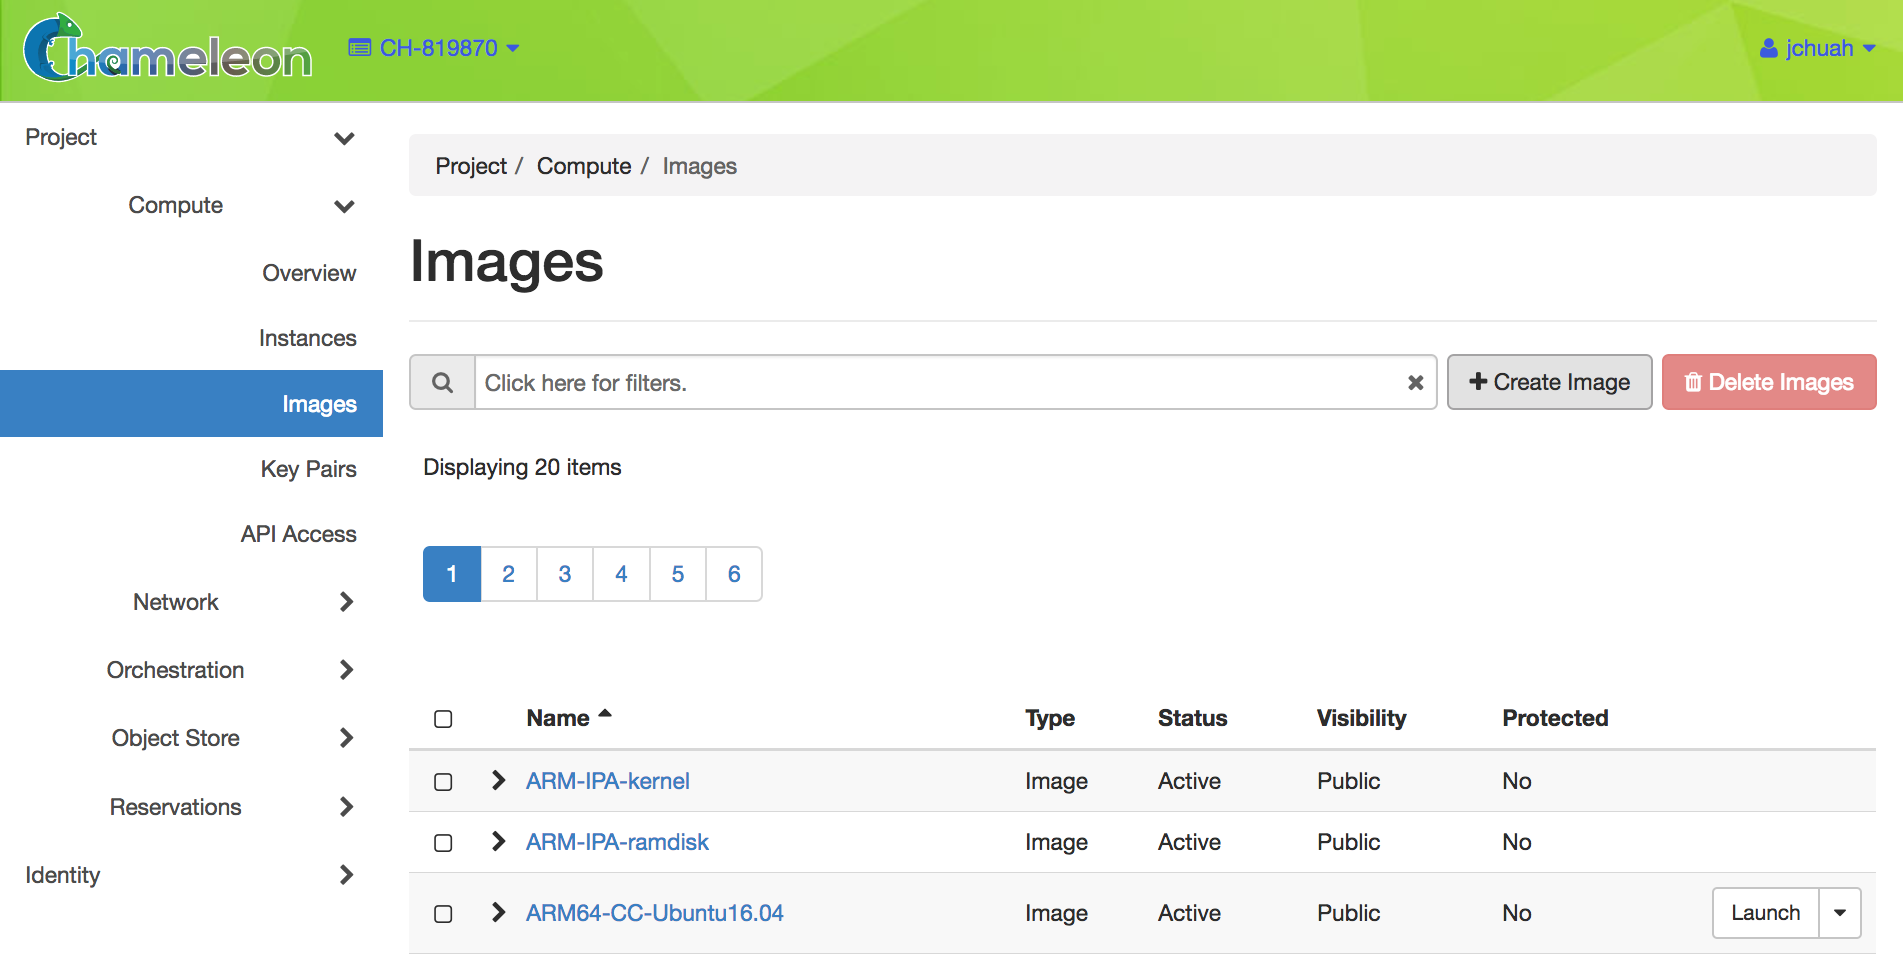 Chameleon CH-819870 jchuah
Project
Compute
Overview
Instances
Images
Key Pairs
API Access
Network
Orchestration
Object Store
Reservations
Identity
Project / Compute / Images
Images
Click here for filters. Create Image Delete Images
Displaying 20 items
1 2 3 4 5 6
Name Type Status Visibility Protected
ARM-IPA-kernel Image Active Public No
ARM-IPA-ramdisk Image Active Public No
ARM64-CC-Ubuntu16.04 Image Active Public No Launch